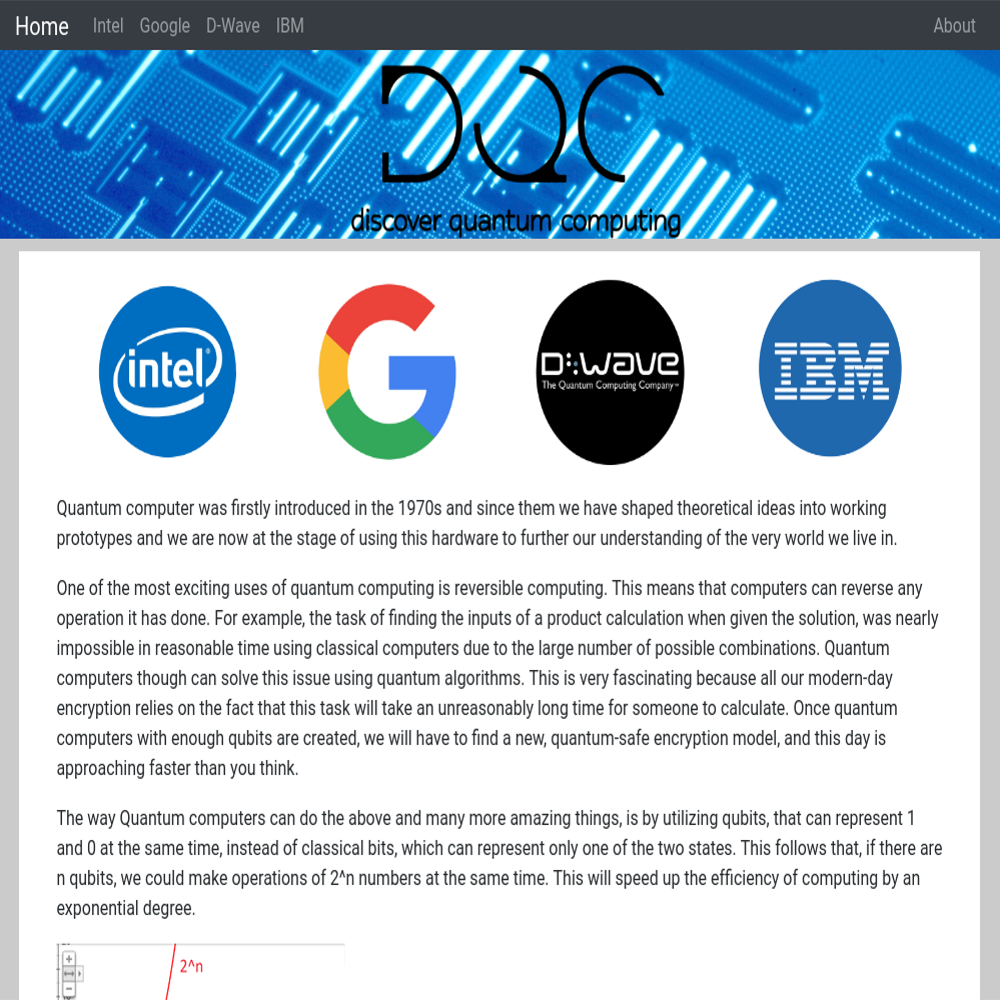 Home Intel Google D-Wave IBM About
DQC
discover quantum computing
intel®
D::wave
The Quantum Computing Company™
IBM
Quantum computer was firstly introduced in the 1970s and since them we have shaped theoretical ideas into working
prototypes and we are now at the stage of using this hardware to further our understanding of the very world we live in.
One of the most exciting uses of quantum computing is reversible computing. This means that computers can reverse any
operation it has done. For example, the task of finding the inputs of a product calculation when given the solution, was nearly
impossible in reasonable time using classical computers due to the large number of possible combinations. Quantum
computers though can solve this issue using quantum algorithms. This is very fascinating because all our modern-day
encryption relies on the fact that this task will take an unreasonably long time for someone to calculate. Once quantum
computers with enough qubits are created, we will have to find a new, quantum-safe encryption model, and this day is
approaching faster than you think.
The way Quantum computers can do the above and many more amazing things, is by utilizing qubits, that can represent 1
and 0 at the same time, instead of classical bits, which can represent only one of the two states. This follows that, if there are
n qubits, we could make operations of 2^n numbers at the same time. This will speed up the efficiency of computing by an
exponential degree.
2^n